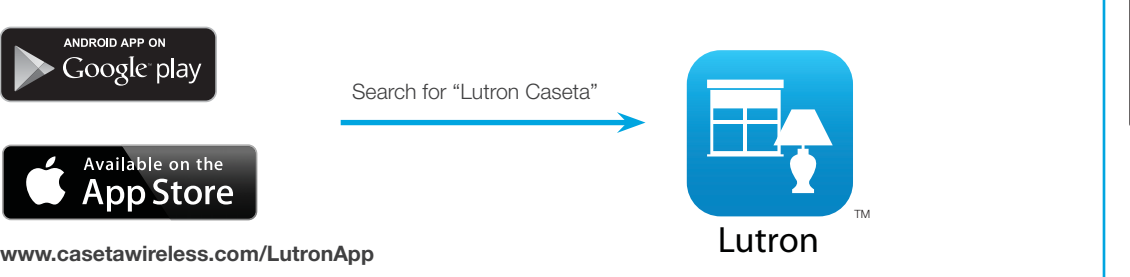 ANDROID APP ON
Google play
Search for “Lutron Caseta”
Available on the
App Store
TM
Lutron
www.casetawireless.com/LutronApp